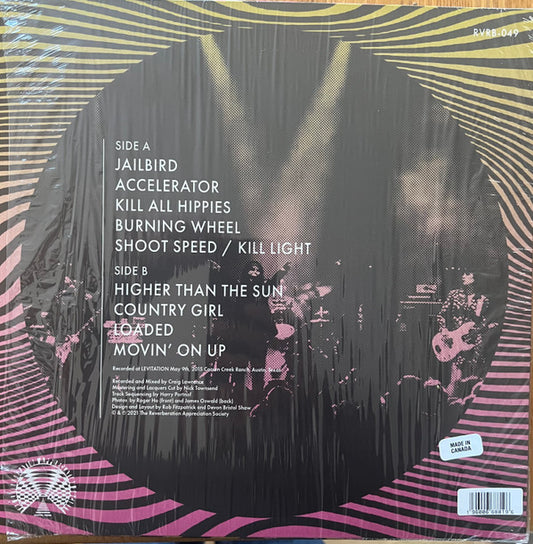 RVRB-049
SIDE A
JAILBIRD
ACCELERATOR
KILL ALL HIPPIES
BURNING WHEEL
SHOOT SPEED / KILL LIGHT
SIDE B
HIGHER THAN THE SUN
COUNTRY GIRL
LOADED
MOVIN' ON UP
Recorded at LEVITATION May 9th, 2015 Carson Creek Ranch, Austin, Texas
Recorded and Mixed by Craig Lawrence
Mastering and Lacquers Cut by Nick Townsend
Track Sequencing by Harry Portnof
Photos by Roger Ho (front) and James Oswald (back)
Design and Layout by Rob Fitzpatrick and Devon Bristol Shaw
© & ℗ 2021 The Reverberation Appreciation Society
MADE IN
CANADA